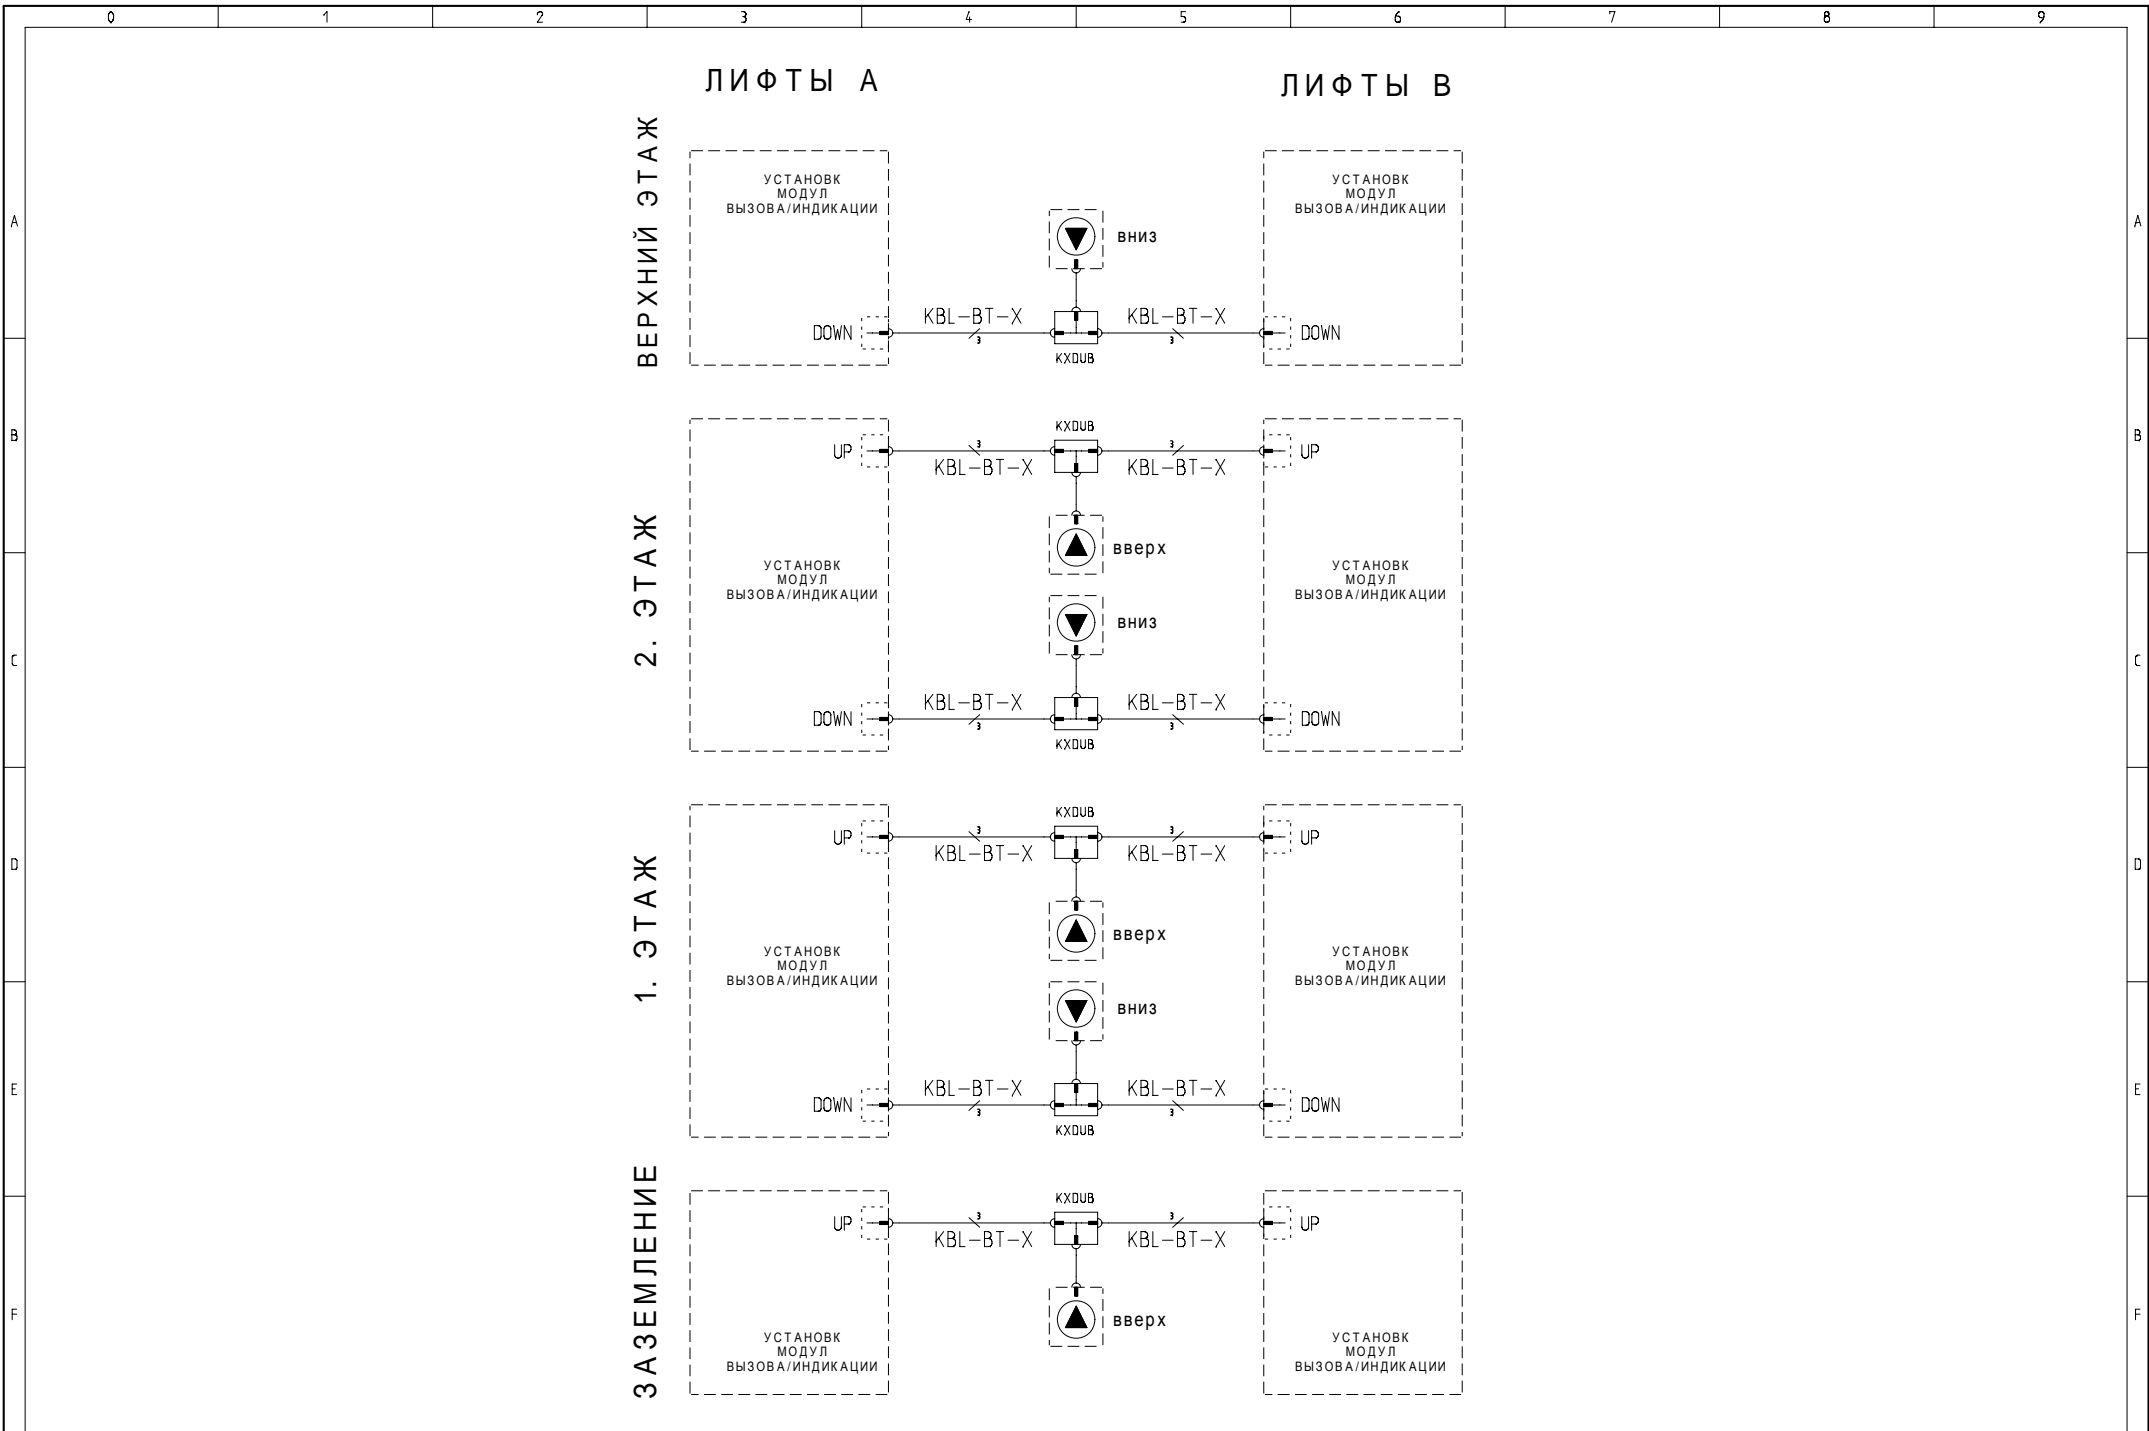 0 1 2 3 4 5 6 7 8 9
ЛИФТЫ A ЛИФТЫ B
ВЕРХНИЙ ЭТАЖ
УСТАНОВК УСТАНОВК
МОДУЛ МОДУЛ
ВЫЗОВА/ИНДИКАЦИИ ВЫЗОВА/ИНДИКАЦИИ
A вниз A
KBL-BT-X KBL-BT-X
DOWN 3 3 DOWN
KXDUB
KXDUB
B B
UP 3 3 UP
KBL-BT-X KBL-BT-X
2. ЭТАЖ
вверх
УСТАНОВК УСТАНОВК
МОДУЛ МОДУЛ
ВЫЗОВА/ИНДИКАЦИИ ВЫЗОВА/ИНДИКАЦИИ
вниз
C C
KBL-BT-X KBL-BT-X
DOWN 3 3 DOWN
KXDUB
KXDUB
UP 3 3 UP
KBL-BT-X KBL-BT-X
D D
1. ЭТАЖ
вверх
УСТАНОВК УСТАНОВК
МОДУЛ МОДУЛ
ВЫЗОВА/ИНДИКАЦИИ ВЫЗОВА/ИНДИКАЦИИ
вниз
E KBL-BT-X KBL-BT-X E
DOWN 3 3 DOWN
KXDUB
ЗАЗЕМЛЕНИЕ
KXDUB
UP 3 3 UP
KBL-BT-X KBL-BT-X
F вверх F
УСТАНОВК УСТАНОВК
МОДУЛ МОДУЛ
ВЫЗОВА/ИНДИКАЦИИ ВЫЗОВА/ИНДИКАЦИИ